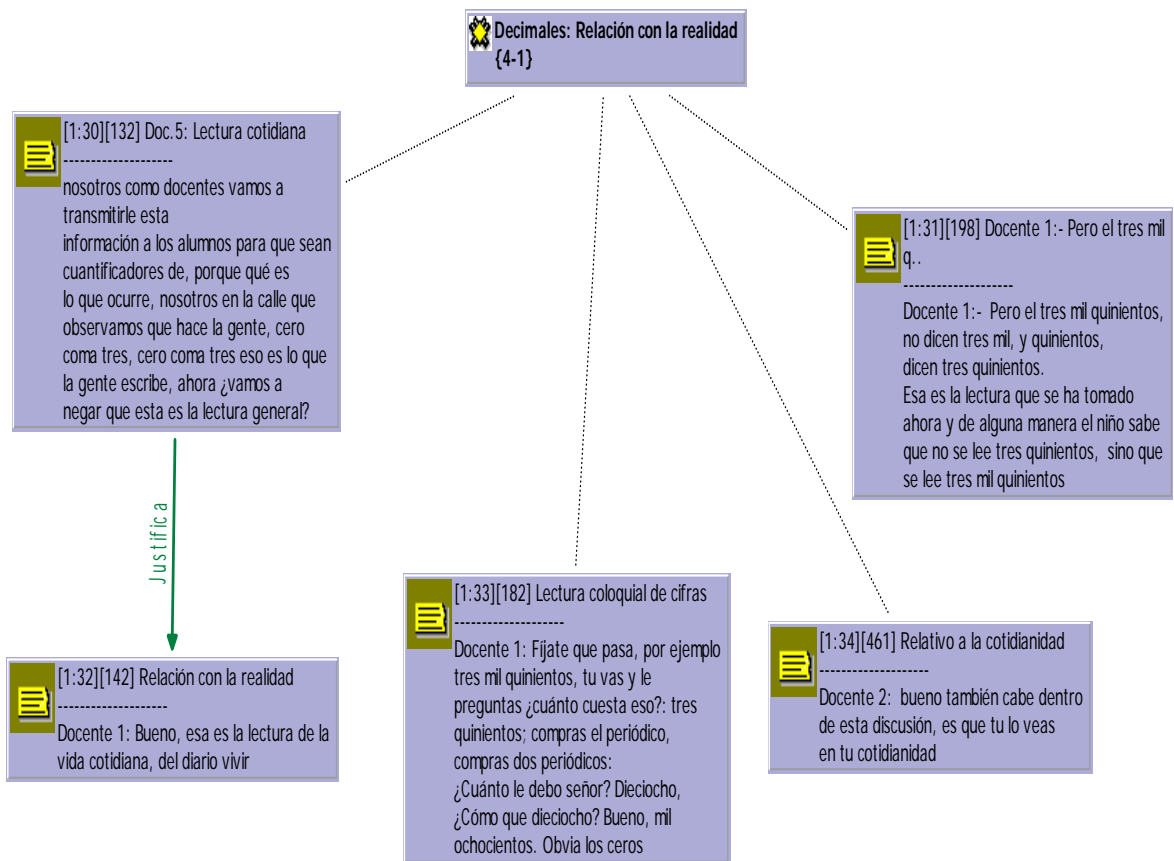 Decimales: Relación con la realidad
{4-1}
[1:30][132] Doc.5: Lectura cotidiana
--------------------
nosotros como docentes vamos a
transmitirle esta
información a los alumnos para que sean
cuantificadores de, porque qué es
lo que ocurre, nosotros en la calle que
observamos que hace la gente, cero
coma tres, cero coma tres eso es lo que
la gente escribe, ahora ¿vamos a
negar que esta es la lectura general?
[1:31][198] Docente 1:- Pero el tres mil
q..
--------------------
Docente 1:- Pero el tres mil quinientos,
no dicen tres mil, y quinientos,
dicen tres quinientos.
Esa es la lectura que se ha tomado
ahora y de alguna manera el niño sabe
que no se lee tres quinientos, sino que
se lee tres mil quinientos
Justifica
[1:32][142] Relación con la realidad
--------------------
Docente 1: Bueno, esa es la lectura de la
vida cotidiana, del diario vivir
[1:33][182] Lectura coloquial de cifras
--------------------
Docente 1: Fíjate que pasa, por ejemplo
tres mil quinientos, tu vas y le
preguntas ¿cuánto cuesta eso?: tres
quinientos; compras el periódico,
compras dos periódicos:
¿Cuánto le debo señor? Dieciocho,
¿Cómo que dieciocho? Bueno, mil
ochocientos. Obvia los ceros
[1:34][461] Relativo a la cotidianidad
--------------------
Docente 2: bueno también cabe dentro
de esta discusión, es que tu lo veas
en tu cotidianidad